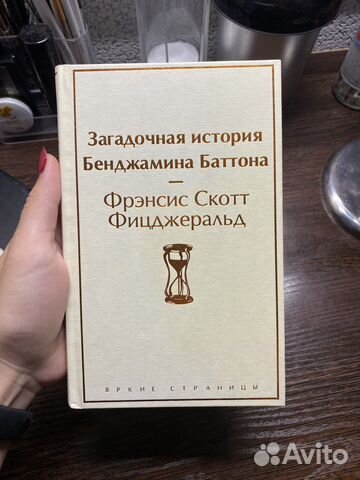 Загадочная история
Бенджамина Баттона
—
Фрэнсис Скотт
Фицджеральд
ЯРКИЕ СТРАНИЦЫ
Avito